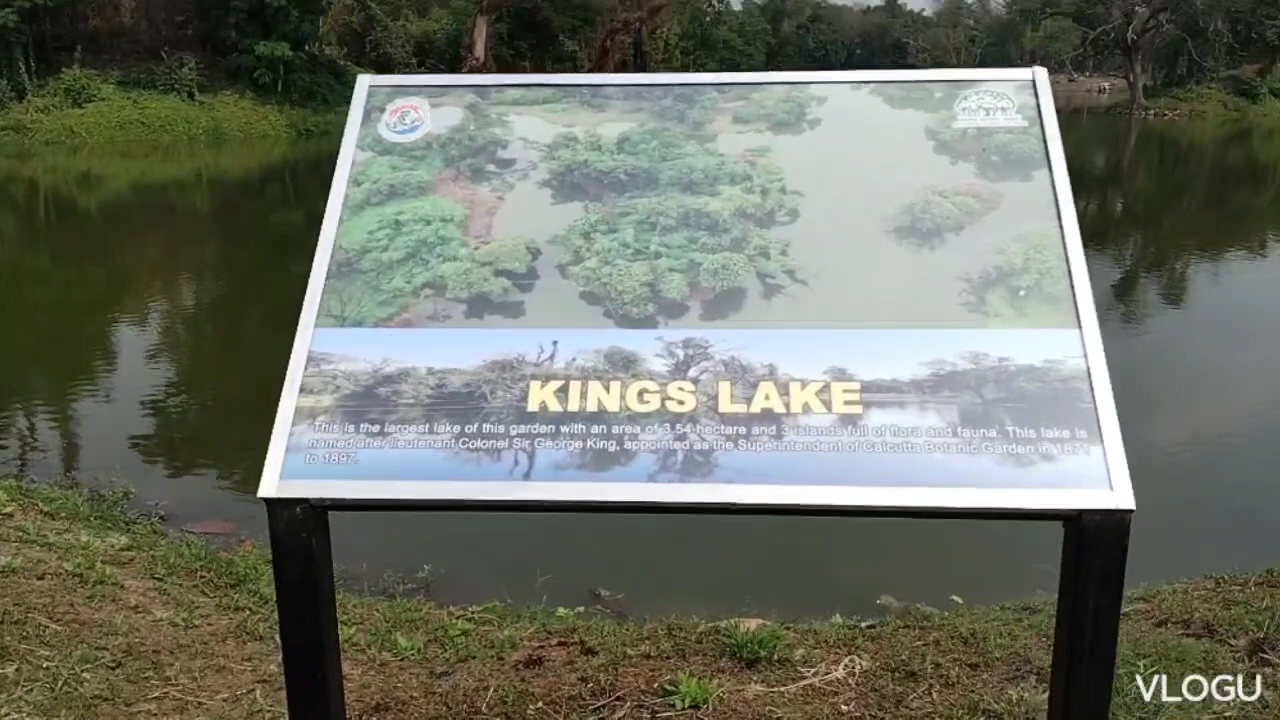 KINGS LAKE
This is the largest lake of this garden with an area of 3.54 hectare and 3 islands full of flora and fauna. This lake is
named after lieutenant Colonel Sir George King, appointed as the Superintendent of Calcutta Botanic Garden in 1871
to 1897.
VLOGU